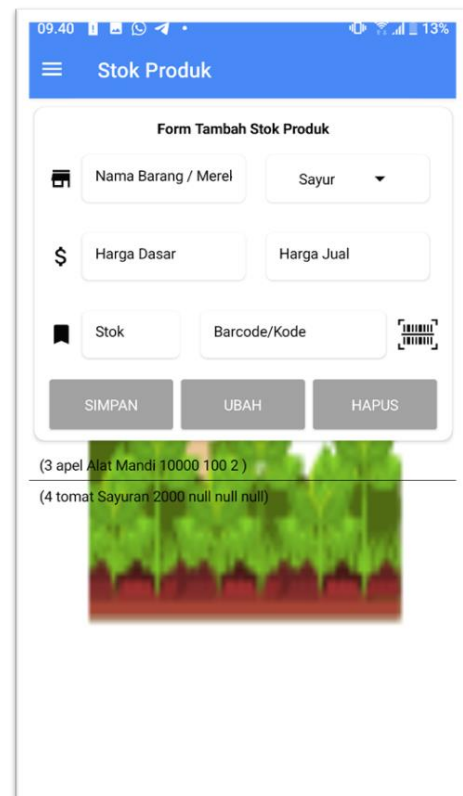 09.40 13%
Stok Produk
Form Tambah Stok Produk
Nama Barang / Merel Sayur
Harga Dasar Harga Jual
Stok Barcode/Kode
SIMPAN UBAH HAPUS
(3 apel Alat Mandi 10000 100 2 )
(4 tomat Sayuran 2000 null null null)